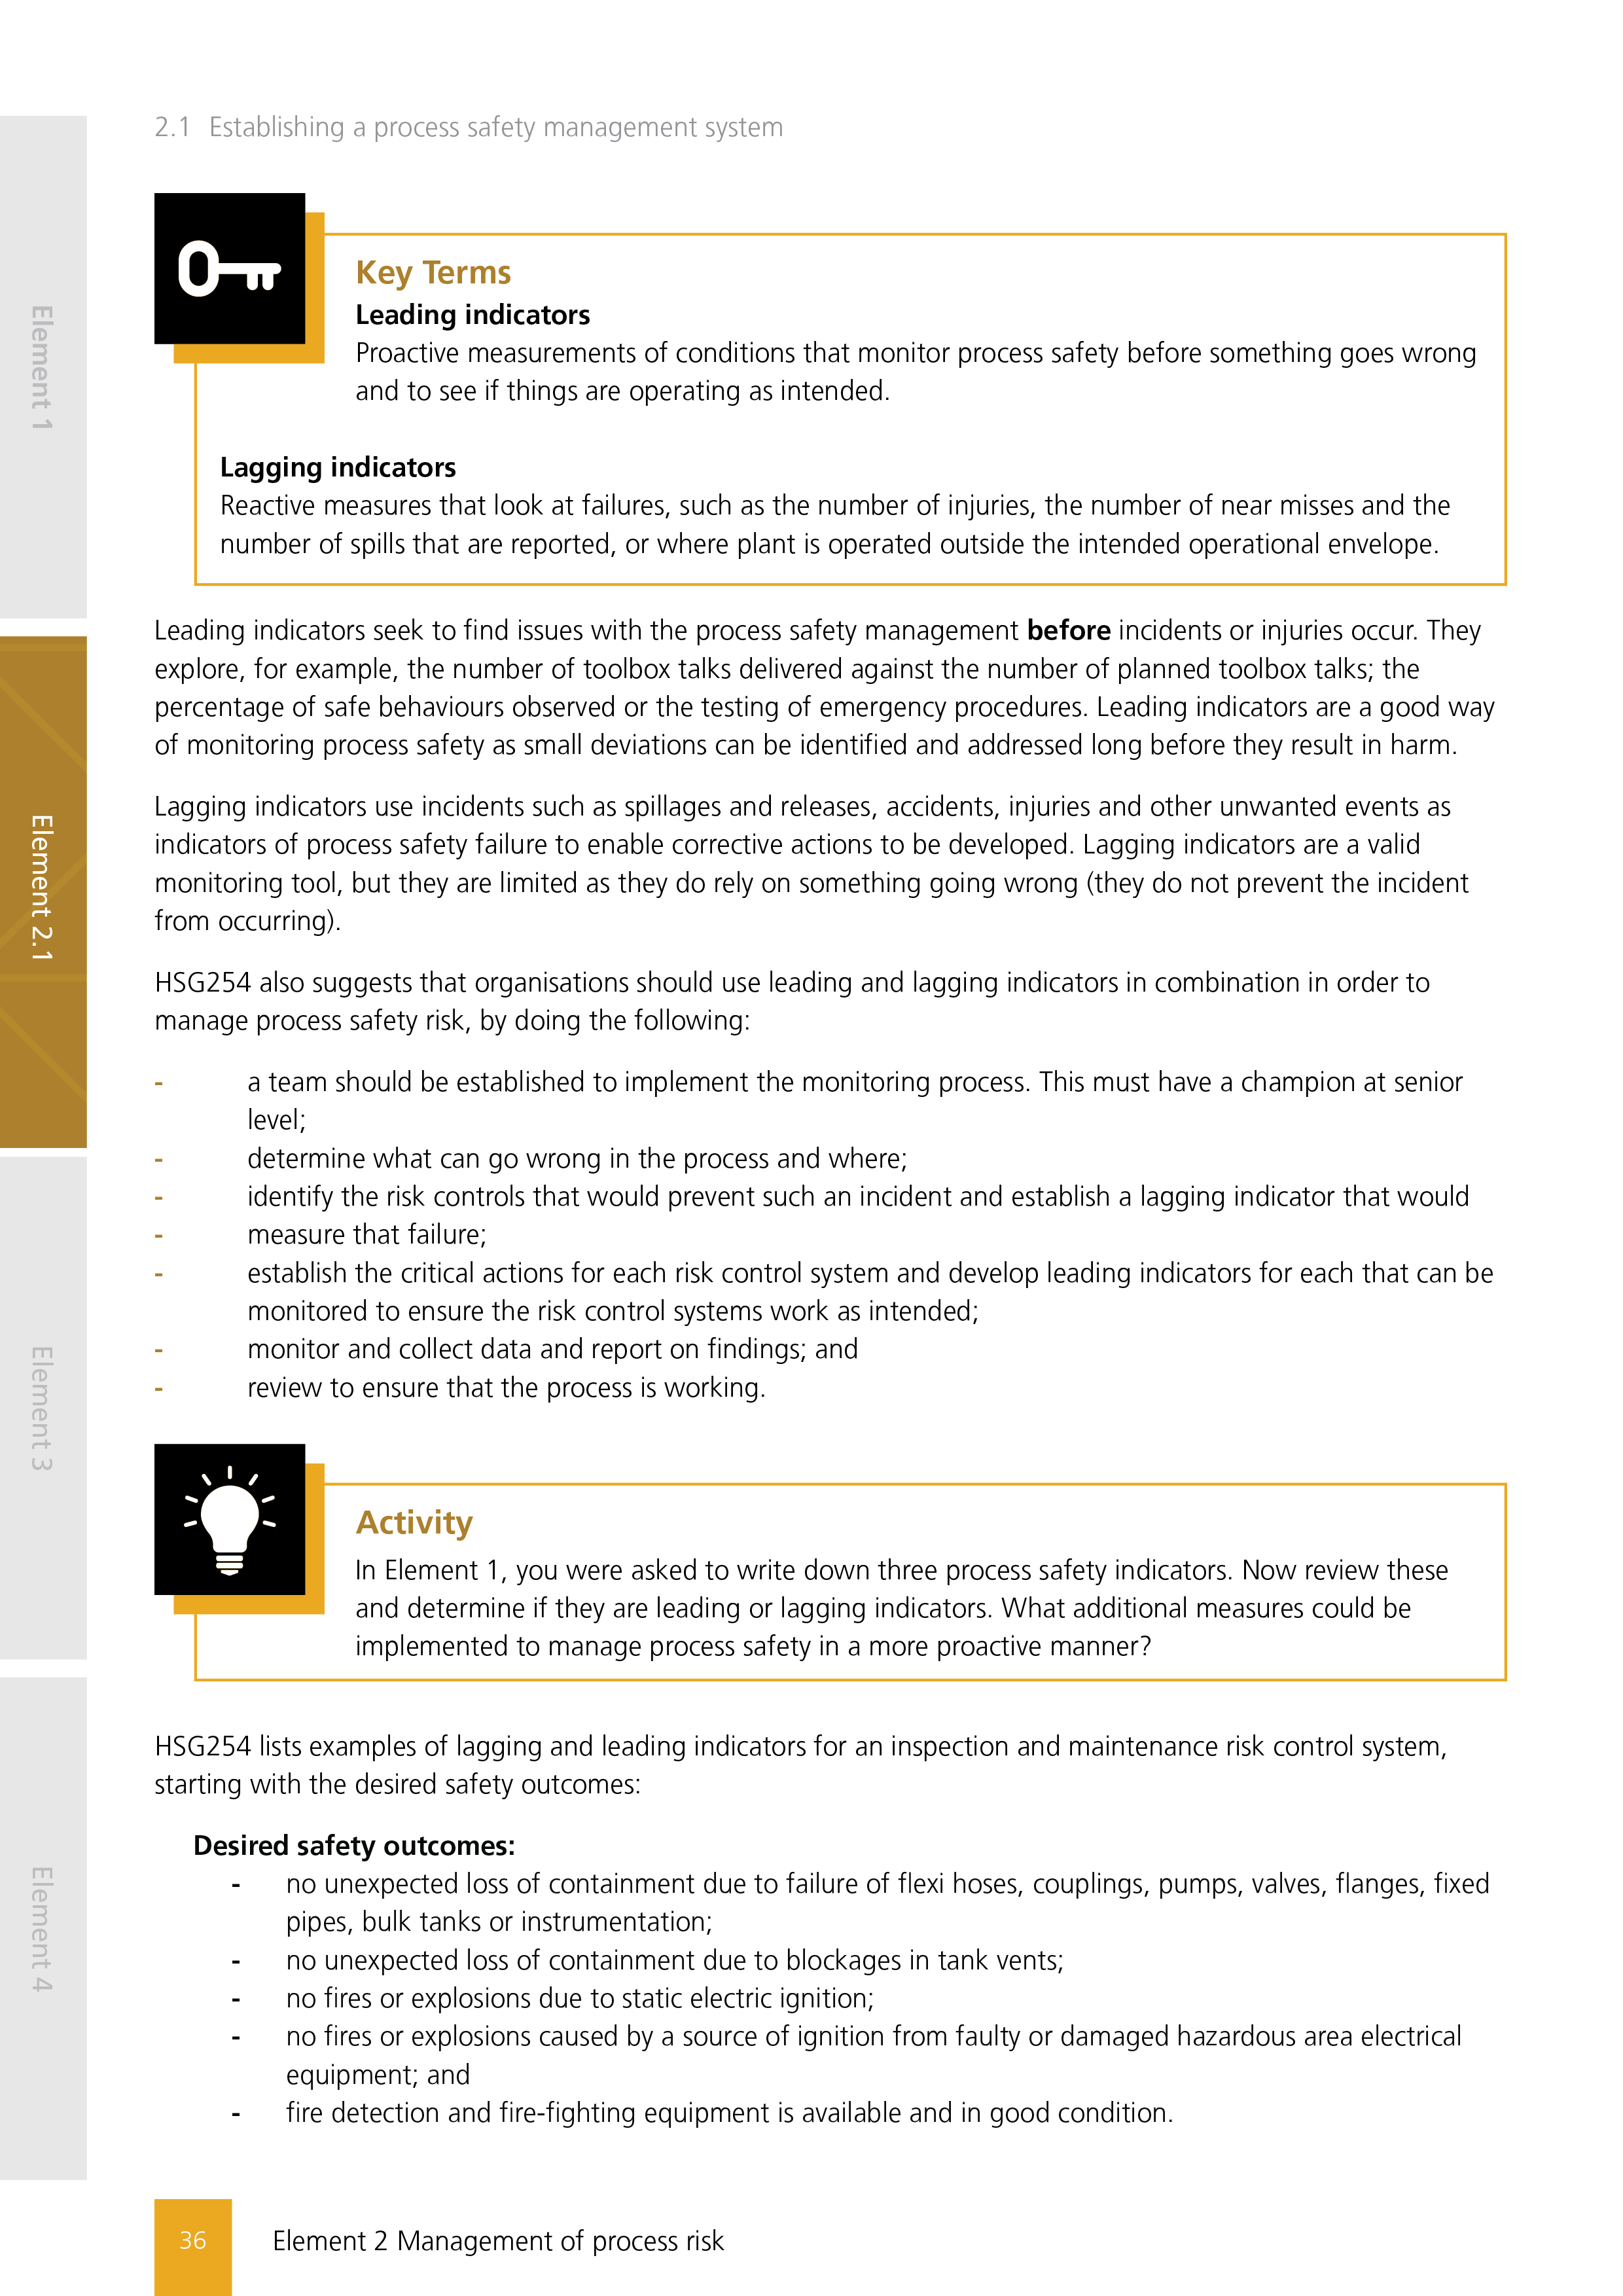 2.1 Establishing a process safety management system
Key Terms
Leading indicators
Proactive measurements of conditions that monitor process safety before something goes wrong
and to see if things are operating as intended.
Lagging indicators
Reactive measures that look at failures, such as the number of injuries, the number of near misses and the
number of spills that are reported, or where plant is operated outside the intended operational envelope.
Leading indicators seek to find issues with the process safety management before incidents or injuries occur. They
explore, for example, the number of toolbox talks delivered against the number of planned toolbox talks; the
percentage of safe behaviours observed or the testing of emergency procedures. Leading indicators are a good way
of monitoring process safety as small deviations can be identified and addressed long before they result in harm.
Lagging indicators use incidents such as spillages and releases, accidents, injuries and other unwanted events as
indicators of process safety failure to enable corrective actions to be developed. Lagging indicators are a valid
monitoring tool, but they are limited as they do rely on something going wrong (they do not prevent the incident
from occurring).
HSG254 also suggests that organisations should use leading and lagging indicators in combination in order to
manage process safety risk, by doing the following:
- a team should be established to implement the monitoring process. This must have a champion at senior
level;
- determine what can go wrong in the process and where;
- identify the risk controls that would prevent such an incident and establish a lagging indicator that would
- measure that failure;
- establish the critical actions for each risk control system and develop leading indicators for each that can be
monitored to ensure the risk control systems work as intended;
- monitor and collect data and report on findings; and
- review to ensure that the process is working.
Activity
In Element 1, you were asked to write down three process safety indicators. Now review these
and determine if they are leading or lagging indicators. What additional measures could be
implemented to manage process safety in a more proactive manner?
HSG254 lists examples of lagging and leading indicators for an inspection and maintenance risk control system,
starting with the desired safety outcomes:
Desired safety outcomes:
- no unexpected loss of containment due to failure of flexi hoses, couplings, pumps, valves, flanges, fixed
pipes, bulk tanks or instrumentation;
- no unexpected loss of containment due to blockages in tank vents;
- no fires or explosions due to static electric ignition;
- no fires or explosions caused by a source of ignition from faulty or damaged hazardous area electrical
equipment; and
- fire detection and fire-fighting equipment is available and in good condition.
36 Element 2 Management of process risk
Element 1
Element 2.1
Element 3
Element 4